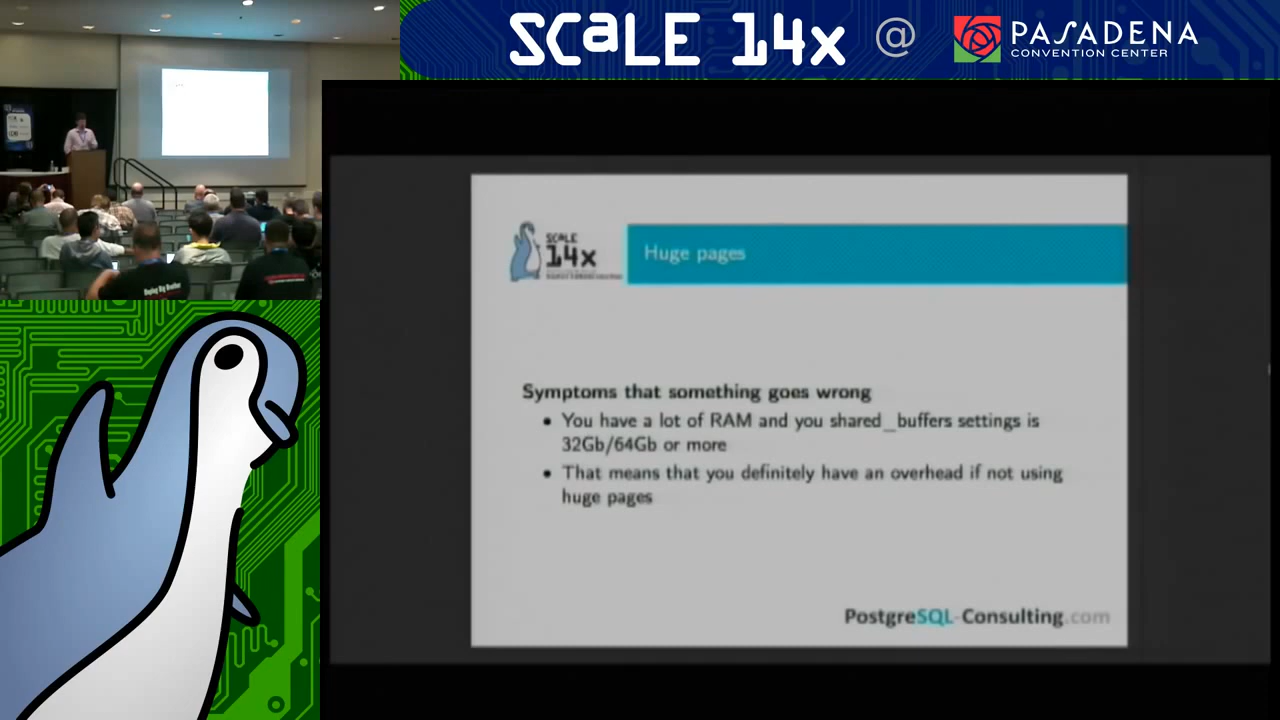 SCALE 14x @ PASADENA
CONVENTION CENTER
SCALE
14x
Huge pages
Symptoms that something goes wrong
• You have a lot of RAM and you shared_buffers settings is
32Gb/64Gb or more
• That means that you definitely have an overhead if not using
huge pages
PostgreSQL-Consulting.com